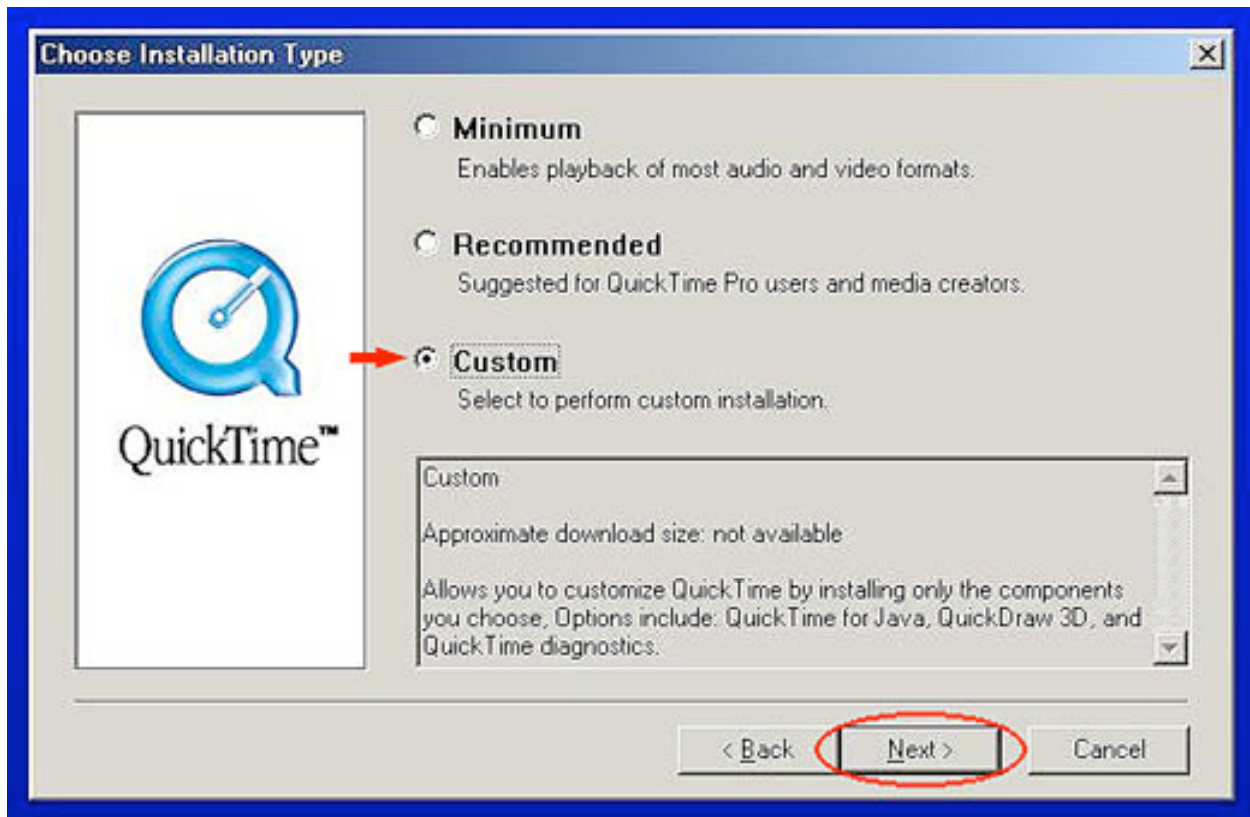 Choose Installation Type
Minimum
Enables playback of most audio and video formats.
Recommended
Suggested for QuickTime Pro users and media creators.
Custom
Select to perform custom installation.
QuickTime™
Custom
Approximate download size: not available
Allows you to customize QuickTime by installing only the components
you choose, Options include: QuickTime for Java, QuickDraw 3D, and
QuickTime diagnostics.
< Back
Next >
Cancel